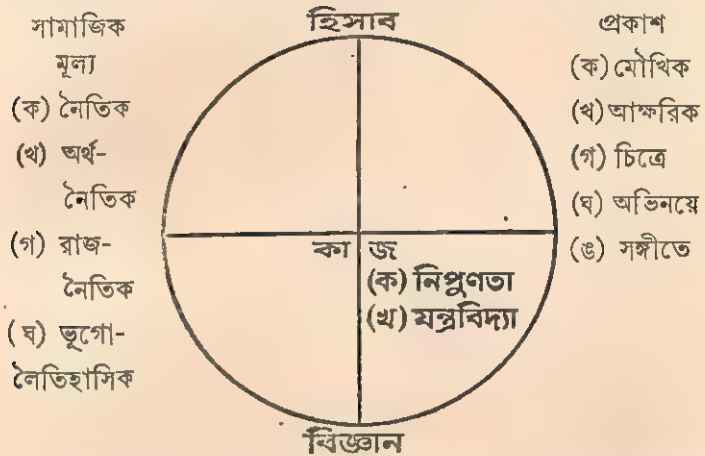 হিসাব
সামাজিক
মূল্য
(ক) নৈতিক
(খ) অর্থ-
নৈতিক
(গ) রাজ-
নৈতিক
(ঘ) ভূগো-
লৈতিহাসিক
প্রকাশ
(ক) মৌখিক
(খ) আক্ষরিক
(গ) চিত্রে
(ঘ) অভিনয়ে
(ঙ) সঙ্গীতে
কা জ
(ক) নিপুণতা
(খ) যন্ত্রবিদ্যা
বিজ্ঞান